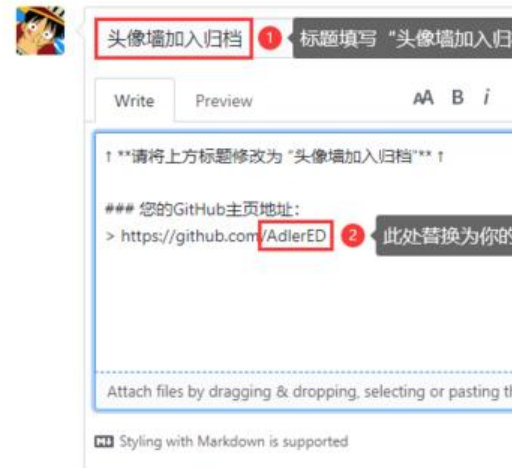 头像墙加入归档 1 标题填写“头像墙加入归
Write Preview AA B i
↑ **请将上方标题修改为 “头像墙加入归档”** ↑
### 您的GitHub主页地址：
> https://github.com/AdlerED 2 此处替换为你的
Attach files by dragging & dropping, selecting or pasting th
Styling with Markdown is supported